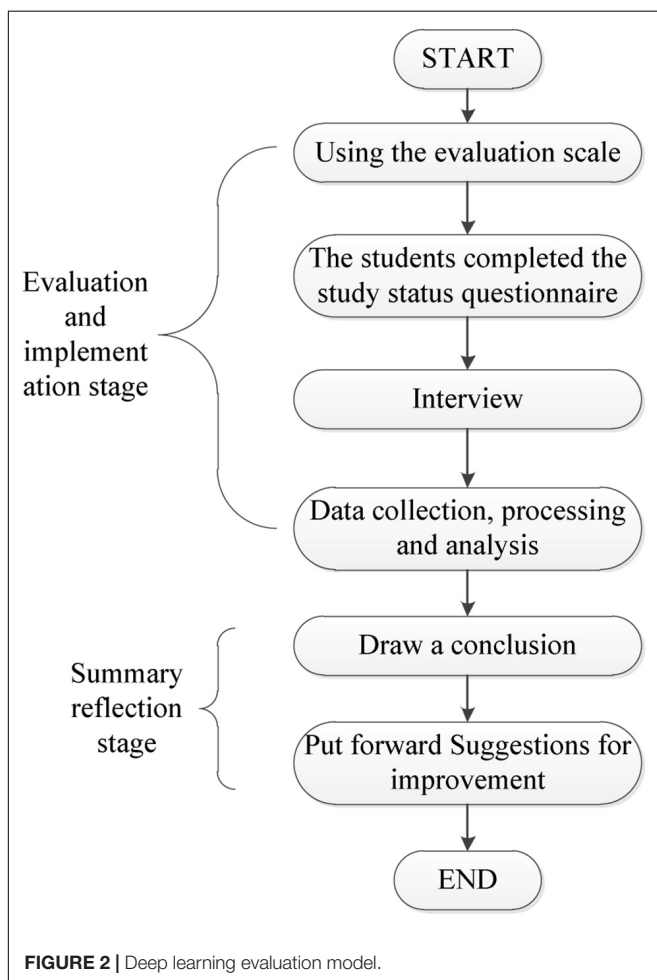 START
Using the evaluation scale
The students completed the
study status questionnaire
Evaluation
and
implement
ation stage
Interview
Data collection, processing
and analysis
Draw a conclusion
Summary
reflection
stage
Put forward Suggestions for
improvement
END
FIGURE 2 | Deep learning evaluation model.